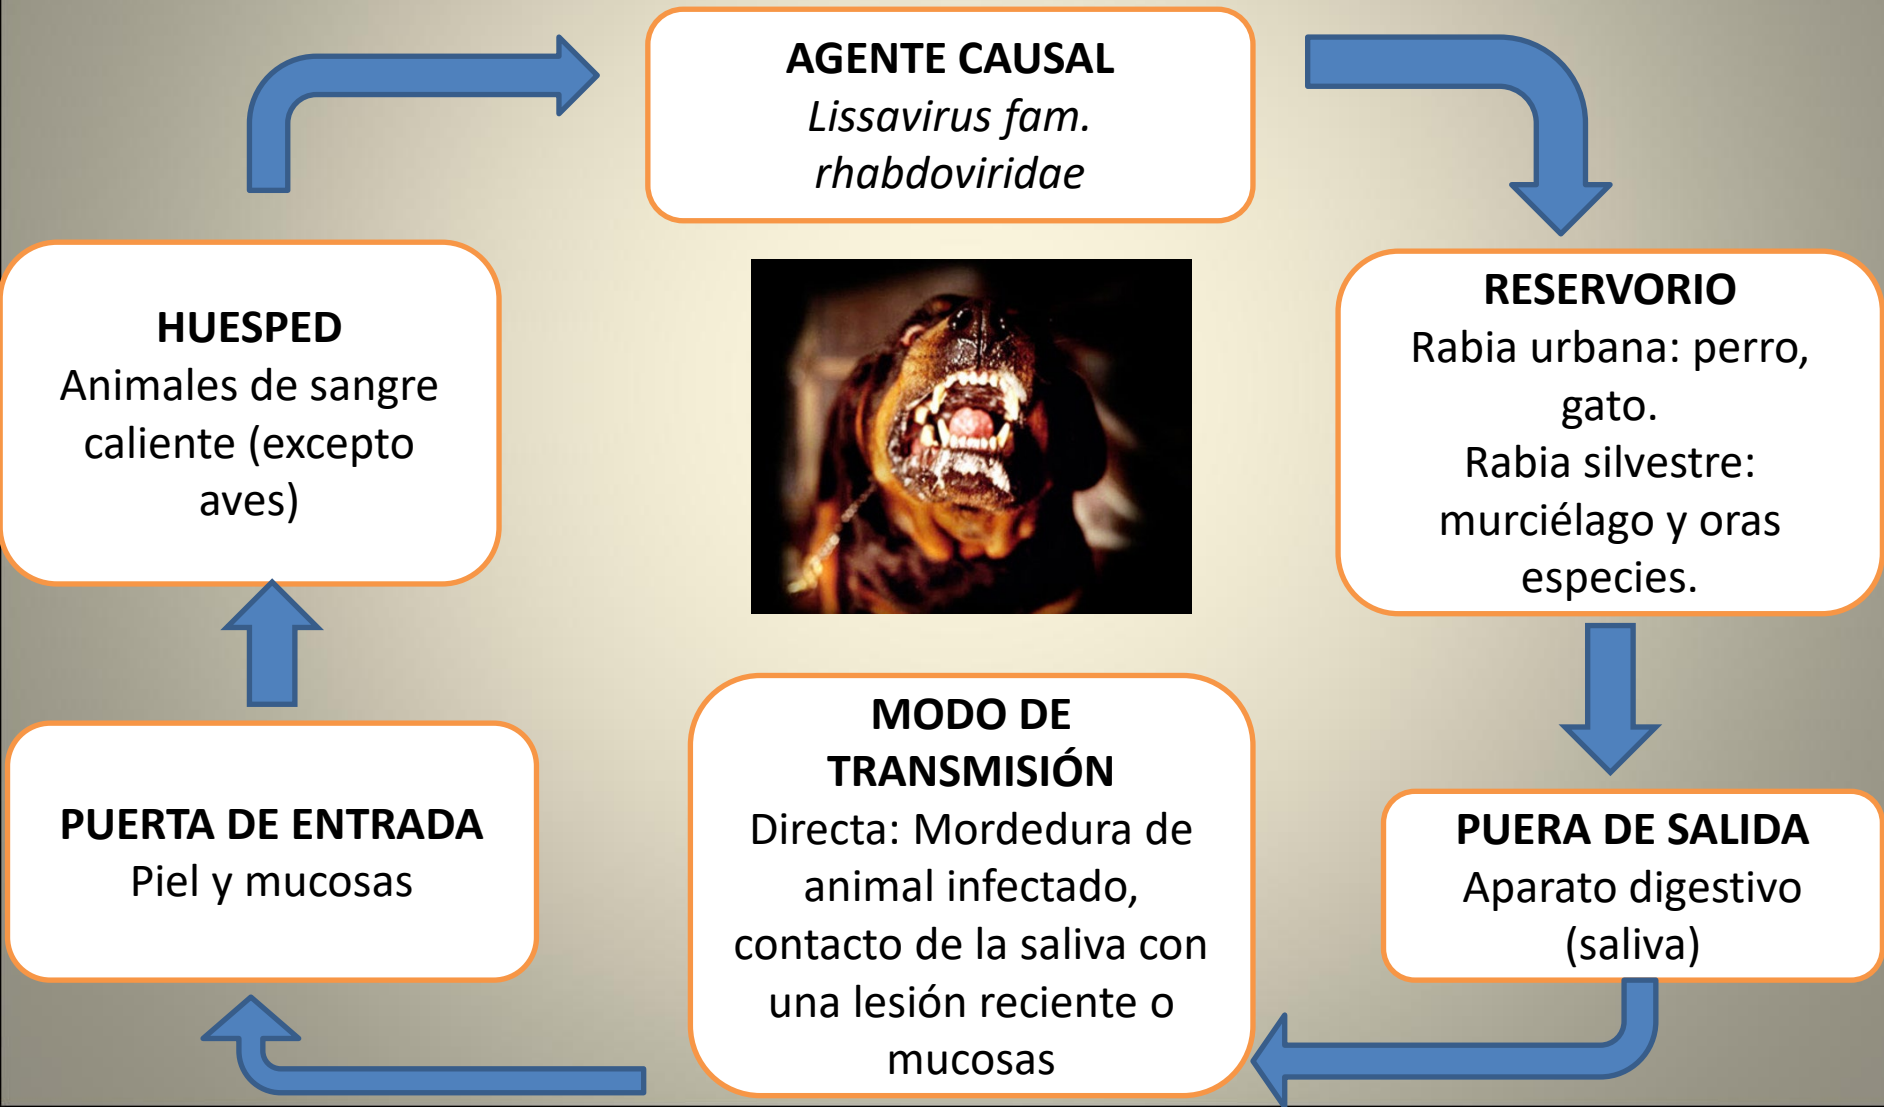 AGENTE CAUSAL
Lissavirus fam.
rhabdoviridae
RESERVORIO
Rabia urbana: perro,
gato.
Rabia silvestre:
murciélago y oras
especies.
PUERA DE SALIDA
Aparato digestivo
(saliva)
MODO DE
TRANSMISIÓN
Directa: Mordedura de
animal infectado,
contacto de la saliva con
una lesión reciente o
mucosas
PUERTA DE ENTRADA
Piel y mucosas
HUESPED
Animales de sangre
caliente (excepto
aves)